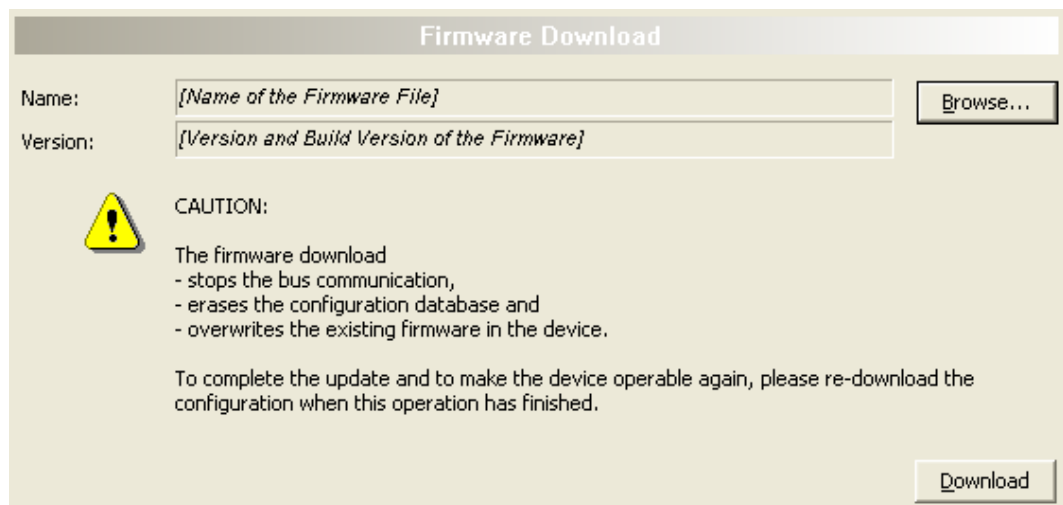 Firmware Download
Name: [Name of the Firmware File] Browse...
Version: [Version and Build Version of the Firmware]
CAUTION:
The firmware download
- stops the bus communication,
- erases the configuration database and
- overwrites the existing firmware in the device.
To complete the update and to make the device operable again, please re-download the
configuration when this operation has finished.
Download